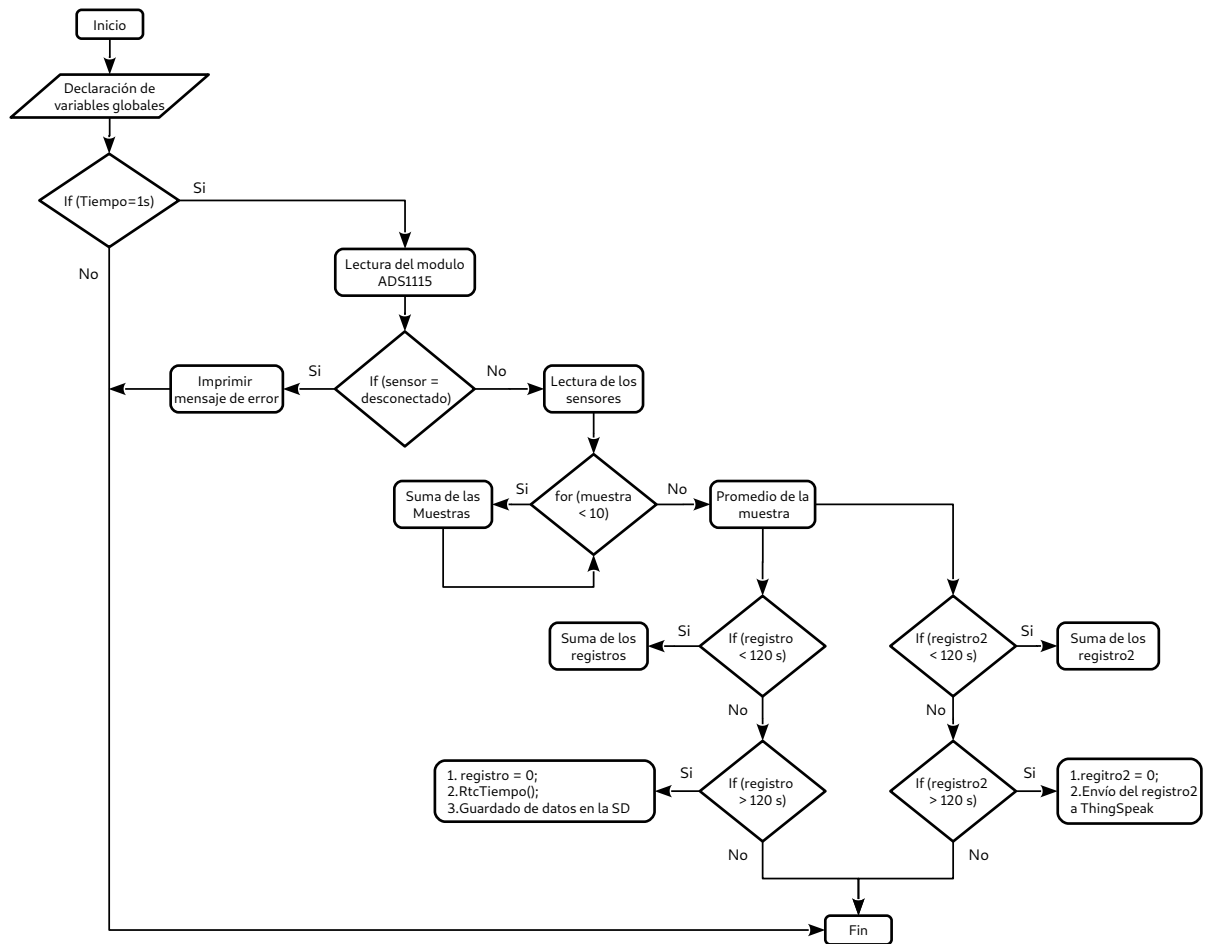 Inicio
Declaración de
variables globales
If (Tiempo=1s)
Si
No
Lectura del modulo
ADS1115
If (sensor =
desconectado)
Si
Imprimir
mensaje de error
No
Lectura de los
sensores
for (muestra
< 10)
Si
Suma de las
Muestras
No
Promedio de la
muestra
If (registro
< 120 s)
Si
Suma de los
registros
No
If (registro
> 120 s)
Si
1. registro = 0;
2.RtcTiempo();
3.Guardado de datos en la SD
No
If (registro2
< 120 s)
Si
Suma de los
registro2
No
If (registro2
> 120 s)
Si
1.regitro2 = 0;
2.Envío del registro2
a ThingSpeak
No
Fin